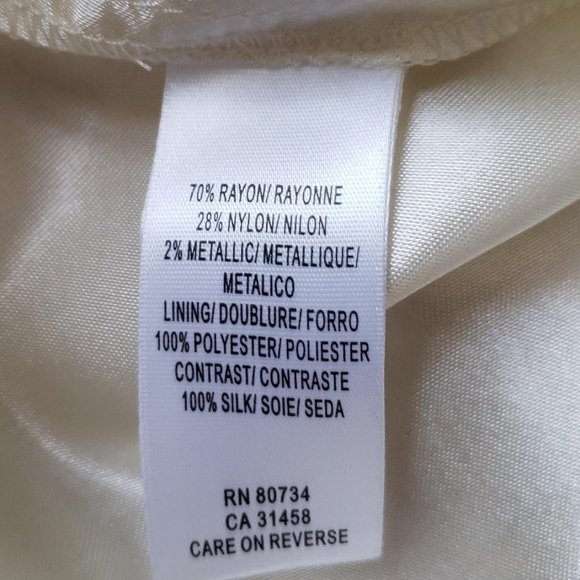 70% RAYON/ RAYONNE
28% NYLON/ NILON
2% METALLIC/ METALLIQUE/
METALICO
LINING/ DOUBLURE/ FORRO
100% POLYESTER/ POLIESTER
CONTRAST/ CONTRASTE
100% SILK/ SOIE/ SEDA
RN 80734
CA 31458
CARE ON REVERSE